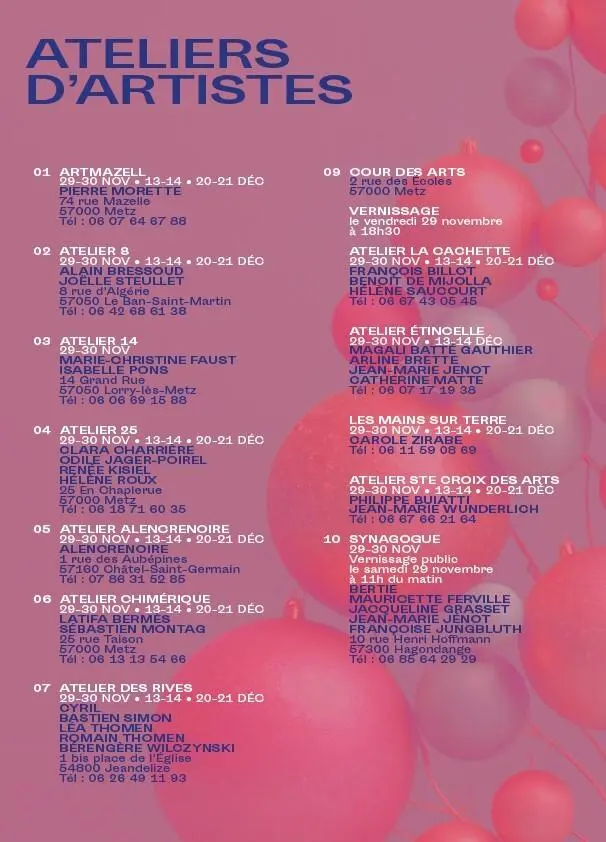 ATELIERS
D'ARTISTES
01 ARTMAZELL
29-30 NOV • 13-14 • 20-21 DÉC
PIERRE MORETTE
74 rue Mazelle
57000 Metz
Tél : 06 07 64 67 88
02 ATELIER 8
29-30 NOV • 13-14 • 20-21 DÉC
ALAIN BRESSOUD
JOËLLE STEULLET
8 rue d'Algérie
57050 Le Ban-Saint-Martin
Tél : 06 42 68 61 38
03 ATELIER 14
29-30 NOV
MARIE-CHRISTINE FAUST
ISABELLE PONS
14 Grand Rue
57050 Lorry-lès-Metz
Tél : 06 06 69 15 88
04 ATELIER 25
29-30 NOV • 13-14 • 20-21 DÉC
CLARA CHARRIÈRE
ODILE JAGER-POIREL
RENÉE KISIEL
HÉLÈNE ROUX
25 En Chaplerue
57000 Metz
Tél : 06 18 71 60 35
05 ATELIER ALENCRENOIRE
29-30 NOV • 13-14 • 20-21 DÉC
ALENCRENOIRE
1 rue des Aubépines
57160 Châtel-Saint-Germain
Tél : 07 86 31 52 85
06 ATELIER CHIMÉRIQUE
29-30 NOV • 13-14 • 20-21 DÉC
LATIFA BERMES
SÉBASTIEN MONTAG
25 rue Taison
57000 Metz
Tél : 06 13 13 54 66
07 ATELIER DES RIVES
29-30 NOV • 13-14 • 20-21 DÉC
CYRIL
BASTIEN SIMON
LÉA THOMEN
ROMAIN THOMEN
BÉRENGÈRE WILCZYNSKI
1 bis place de l'Église
54800 Jeandelize
Tél : 06 26 49 11 93
09 COUR DES ARTS
2 rue des Écoles
57000 Metz
VERNISSAGE
le vendredi 29 novembre
à 18h30
ATELIER LA CACHETTE
29-30 NOV • 13-14 • 20-21 DÉC
FRANÇOIS BILLOT
BENOIT DE MIJOLLA
HÉLÈNE SAUCOURT
Tél : 06 67 43 05 45
ATELIER ÉTINCELLE
29-30 NOV • 13-14 DÉC
MAGALI BATTE GAUTHIER
ARLINE BRETTE
JEAN-MARIE JENOT
CATHERINE MATTE
Tél : 06 07 17 19 38
LES MAINS SUR TERRE
29-30 NOV • 13-14 • 20-21 DÉC
CAROLE ZIRABE
Tél : 06 11 59 08 69
ATELIER STE CROIX DES ARTS
29-30 NOV • 13-14 • 20-21 DÉC
PHILIPPE BUIATTI
JEAN-MARIE WUNDERLICH
Tél : 06 67 66 21 64
10 SYNAGOGUE
29-30 NOV
Vernissage public
le samedi 29 novembre
à 11h du matin
BERTIE
MAURICETTE FERVILLE
JACQUELINE GRASSET
JEAN-MARIE JENOT
FRANÇOISE JUNGBLUTH
10 rue Henri Hoffmann
57300 Hagondange
Tél : 06 85 64 29 29